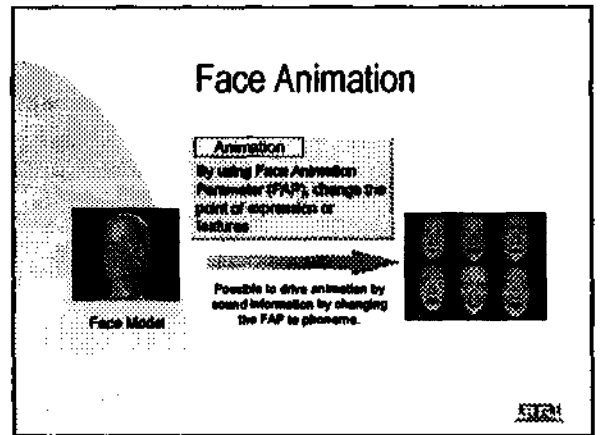 Face Animation
Animation
By using Face Animation
Parameter (FAP), change the
point of expression or
textures
Possible to drive animation by
sound information by changing
the FAP to phoneme.
Face Model